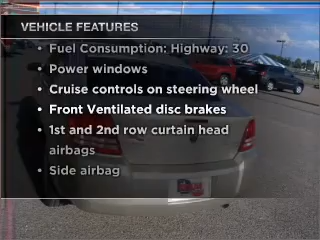 VEHICLE FEATURES
• Fuel Consumption: Highway: 30
• Power windows
• Cruise controls on steering wheel
• Front Ventilated disc brakes
• 1st and 2nd row curtain head
airbags
• Side airbag